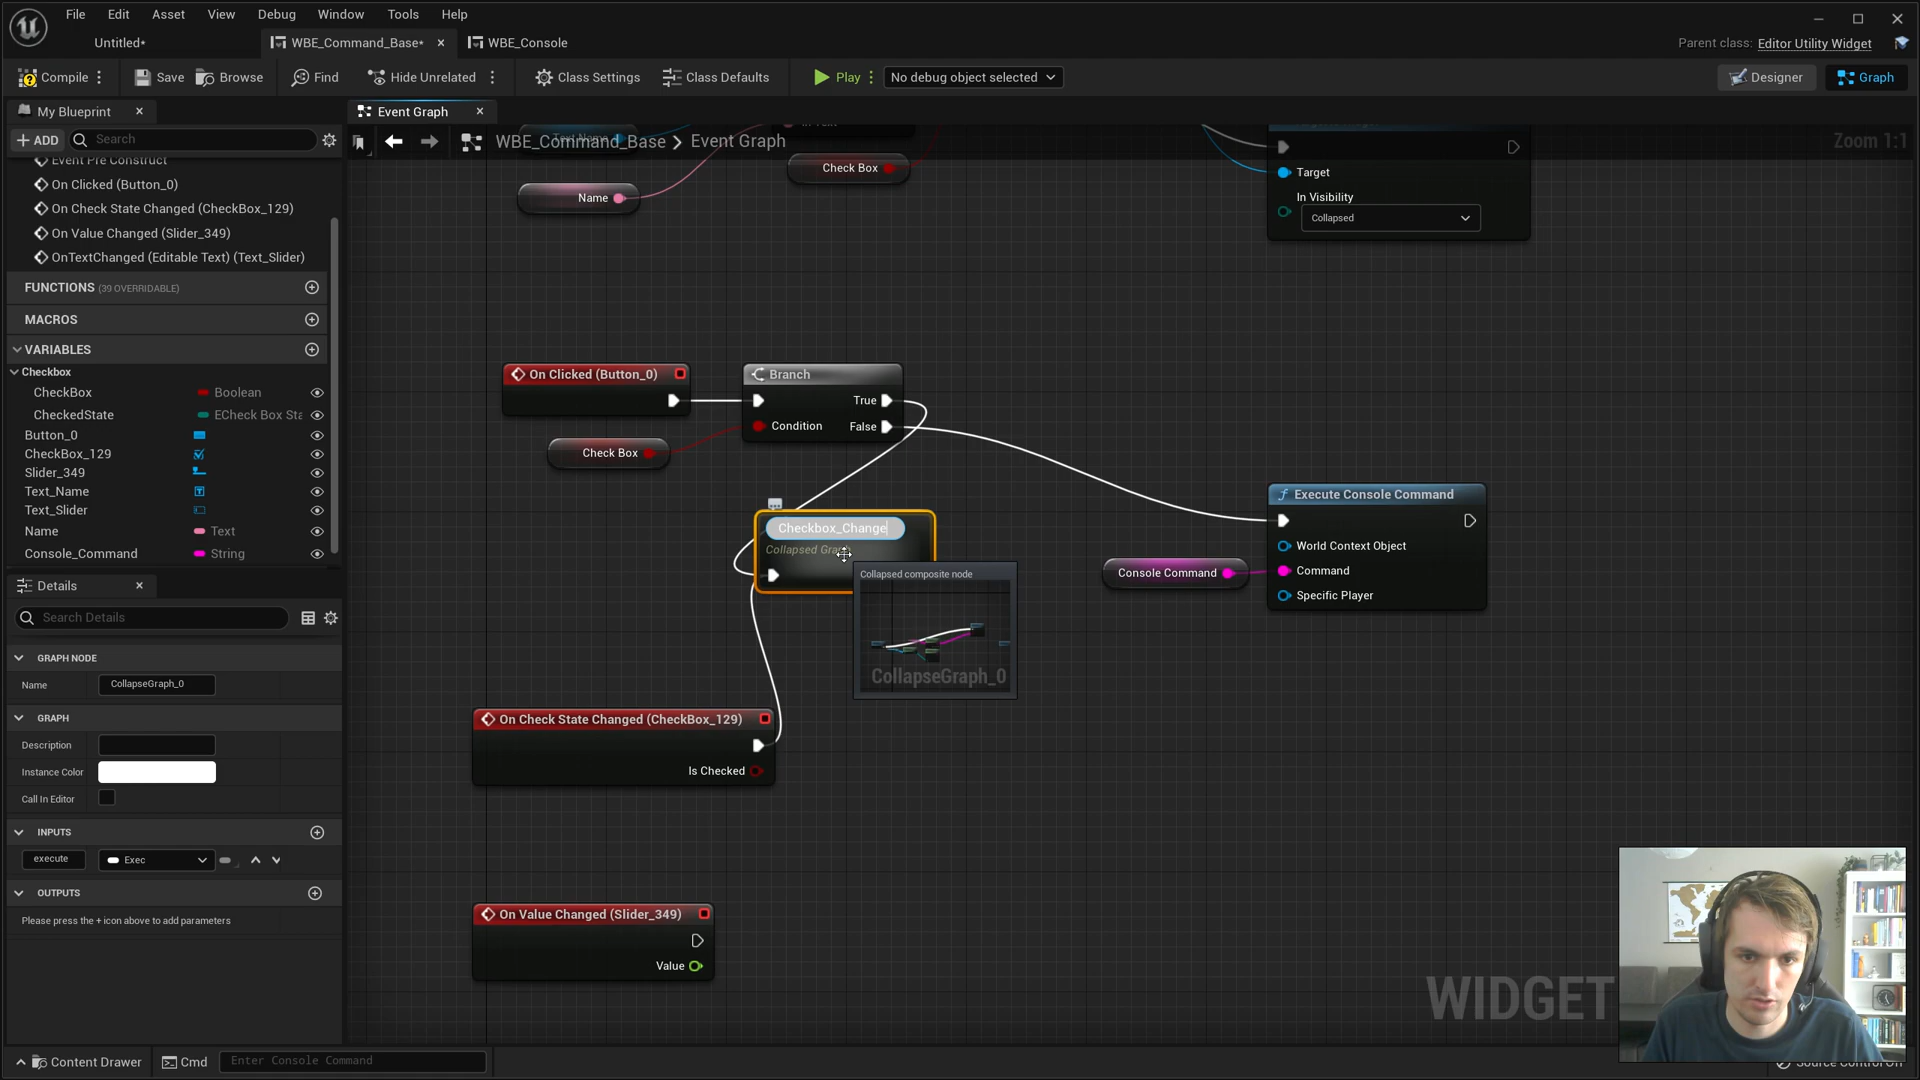 File Edit Asset View Debug Window Tools Help
Untitled* WBE_Command_Base* WBE_Console
Parent class: Editor Utility Widget
Compile Save Browse Find Hide Unrelated Class Settings Class Defaults Play No debug object selected Designer Graph
My Blueprint
ADD Search
Event Pre Construct
On Clicked (Button_0)
On Check State Changed (CheckBox_129)
On Value Changed (Slider_349)
OnTextChanged (Editable Text) (Text_Slider)
FUNCTIONS (39 OVERRIDABLE)
MACROS
VARIABLES
Checkbox
CheckBox Boolean
CheckedState ECheck Box Sta
Button_0
CheckBox_129
Slider_349
Text_Name
Text_Slider
Name Text
Console_Command String
Details
Search Details
GRAPH NODE
Name CollapseGraph_0
GRAPH
Description
Instance Color
Call In Editor
INPUTS
execute Exec
OUTPUTS
Please press the + icon above to add parameters
Event Graph
WBE_Command_Base > Event Graph
Zoom 1:1
Text Name
Name
In Text
Check Box
Target
In Visibility
Collapsed
On Clicked (Button_0)
Branch
True
Condition False
Check Box
Checkbox_Change
Collapsed Graph
Collapsed composite node
CollapseGraph_0
Execute Console Command
World Context Object
Console Command
Command
Specific Player
On Check State Changed (CheckBox_129)
Is Checked
On Value Changed (Slider_349)
Value
WIDGET
Content Drawer Cmd Enter Console Command
Source Control Off